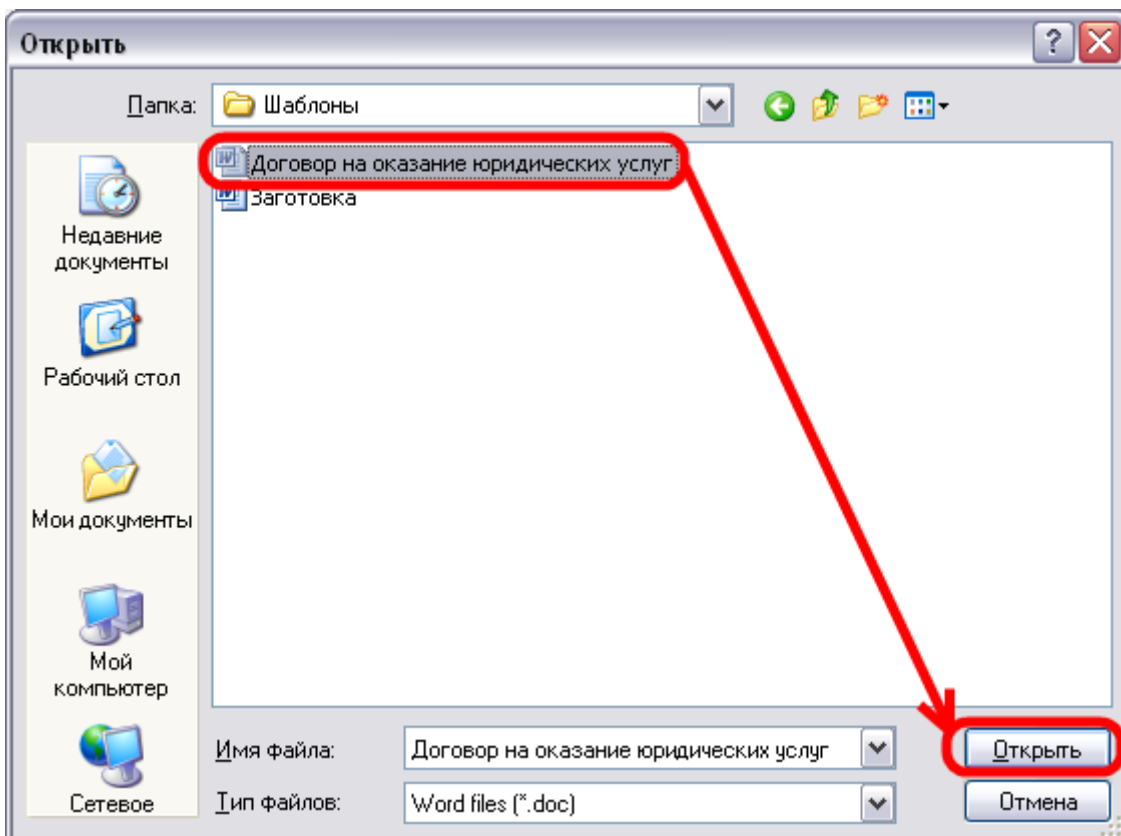 Открыть
Папка:
Шаблоны
Договор на оказание юридических услуг
Заготовка
Недавние
документы
Рабочий стол
Мои документы
Мой
компьютер
Сетевое
Имя файла:
Договор на оказание юридических услуг
Открыть
Тип файлов:
Word files (*.doc)
Отмена